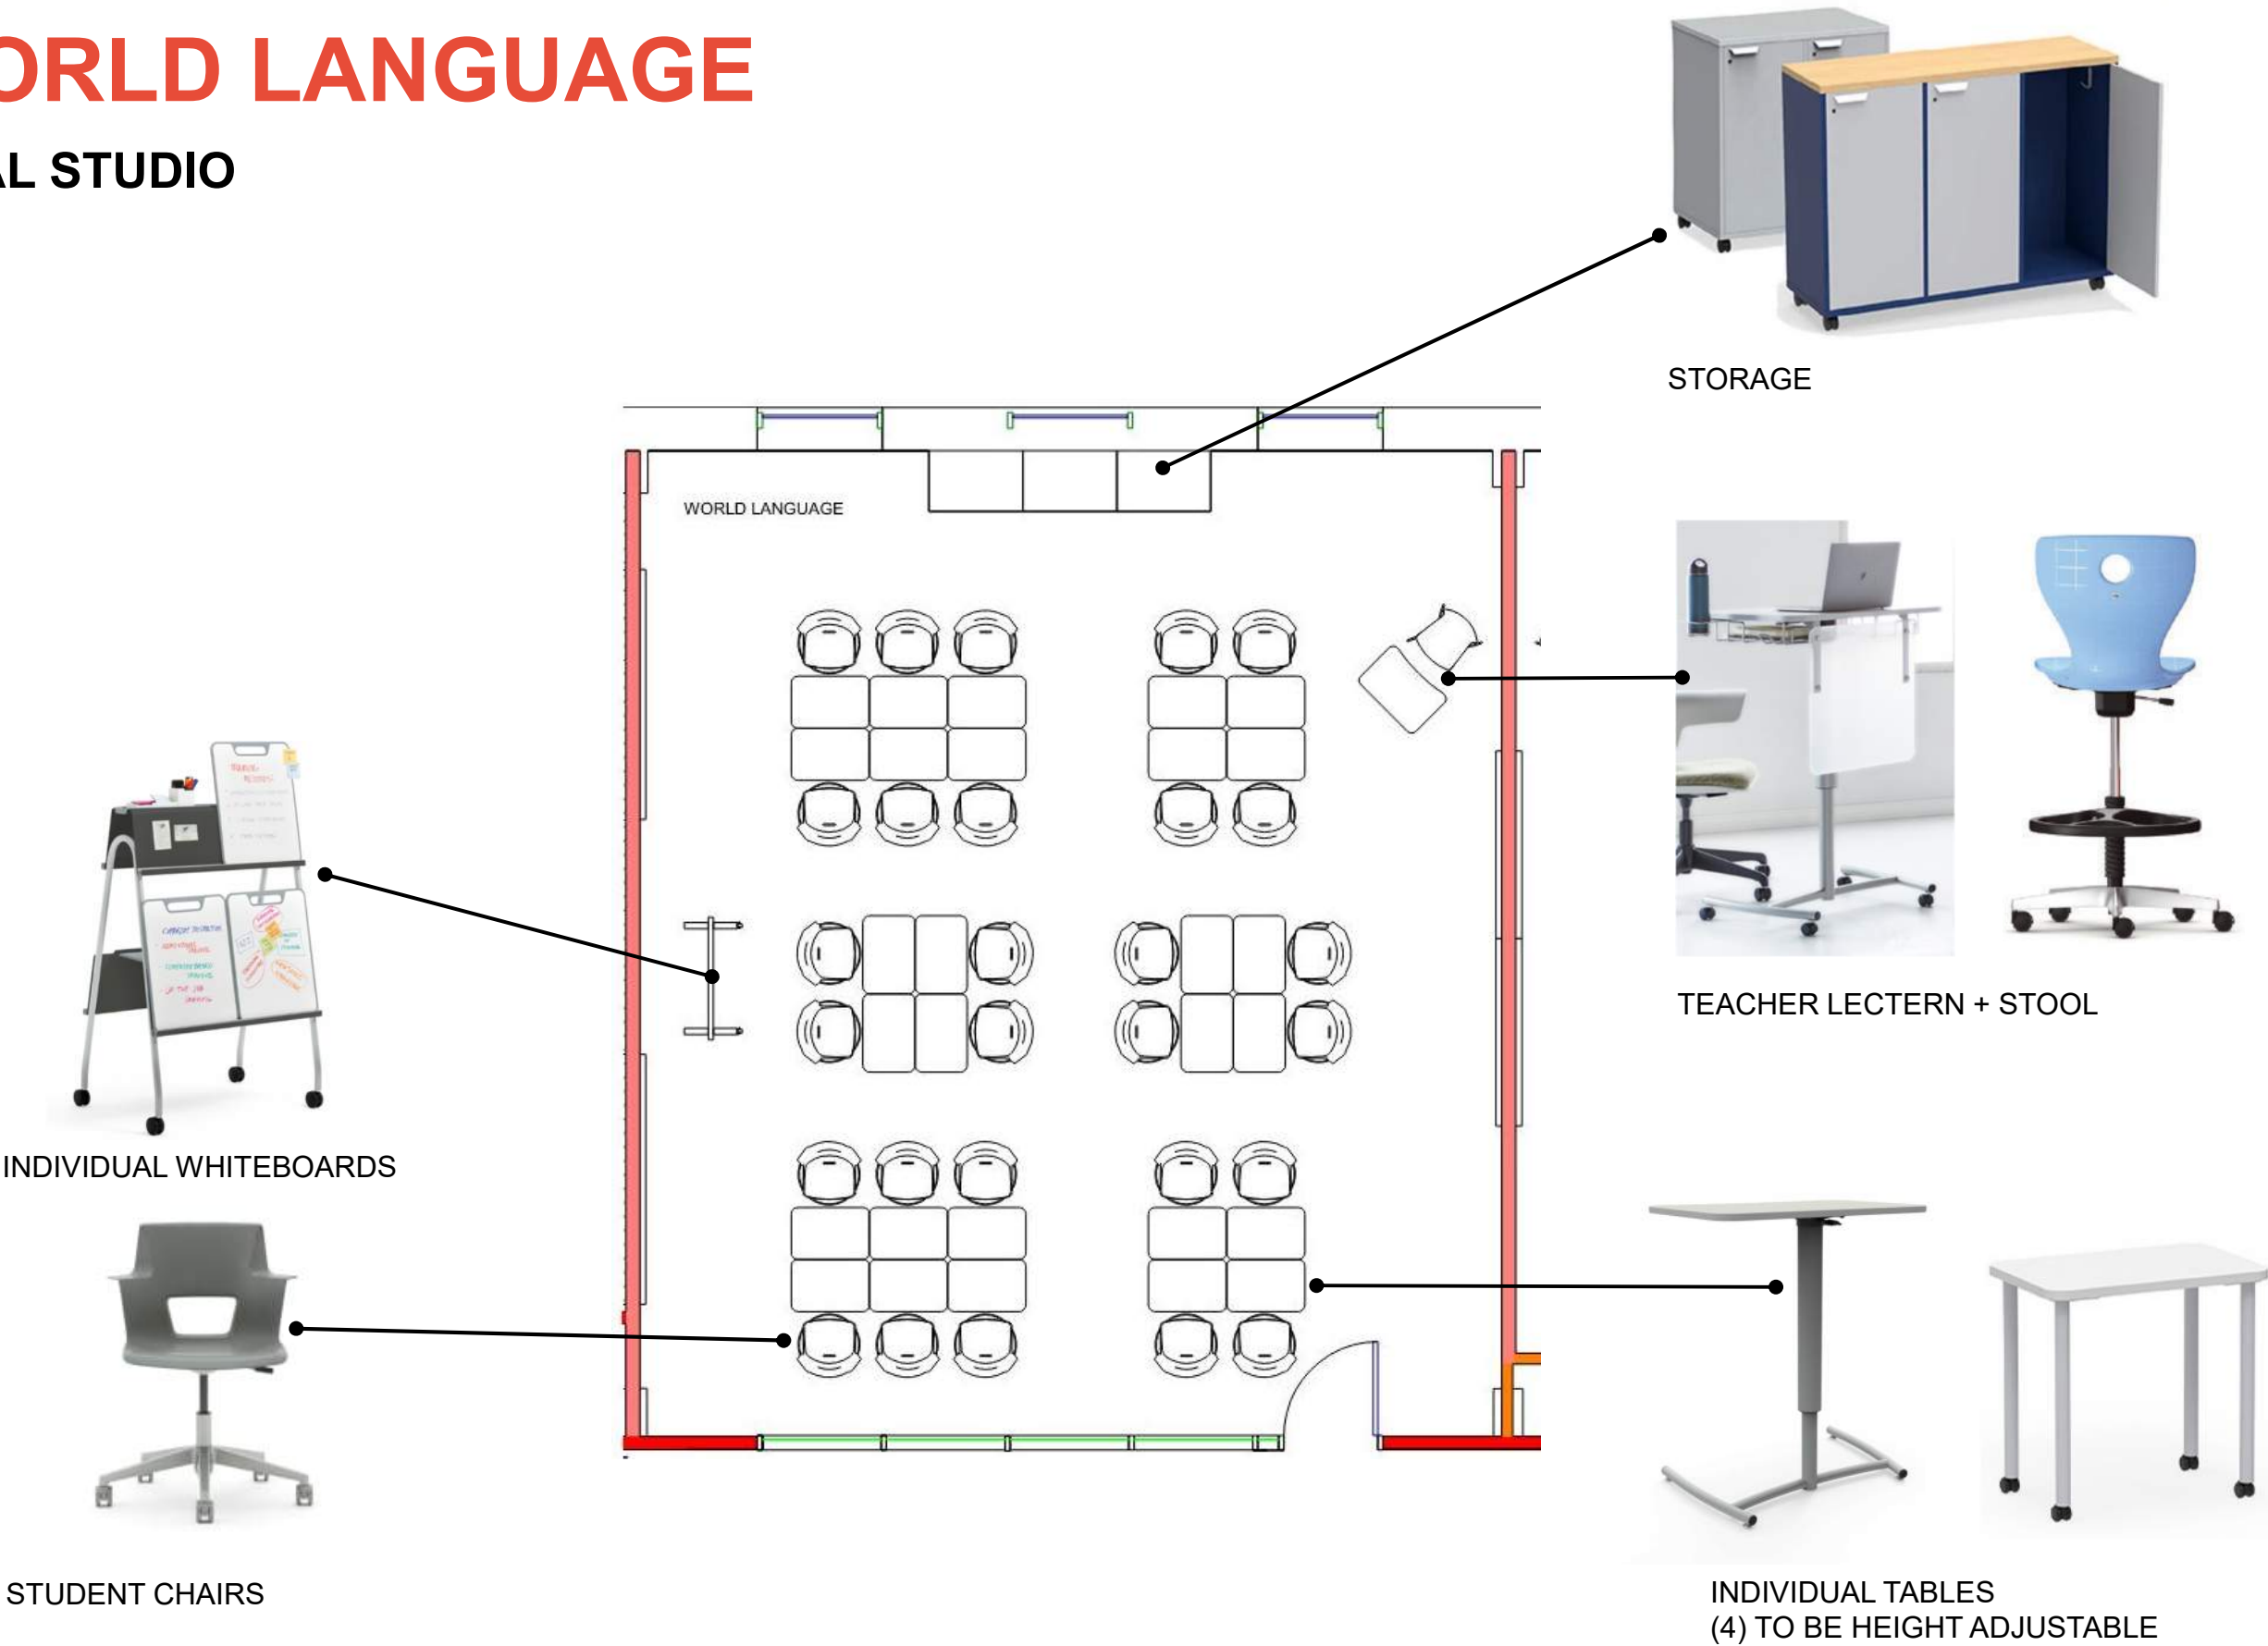 ORLD LANGUAGE
AL STUDIO
STORAGE
WORLD LANGUAGE
TEACHER LECTERN + STOOL
INDIVIDUAL WHITEBOARDS
STUDENT CHAIRS
INDIVIDUAL TABLES
(4) TO BE HEIGHT ADJUSTABLE